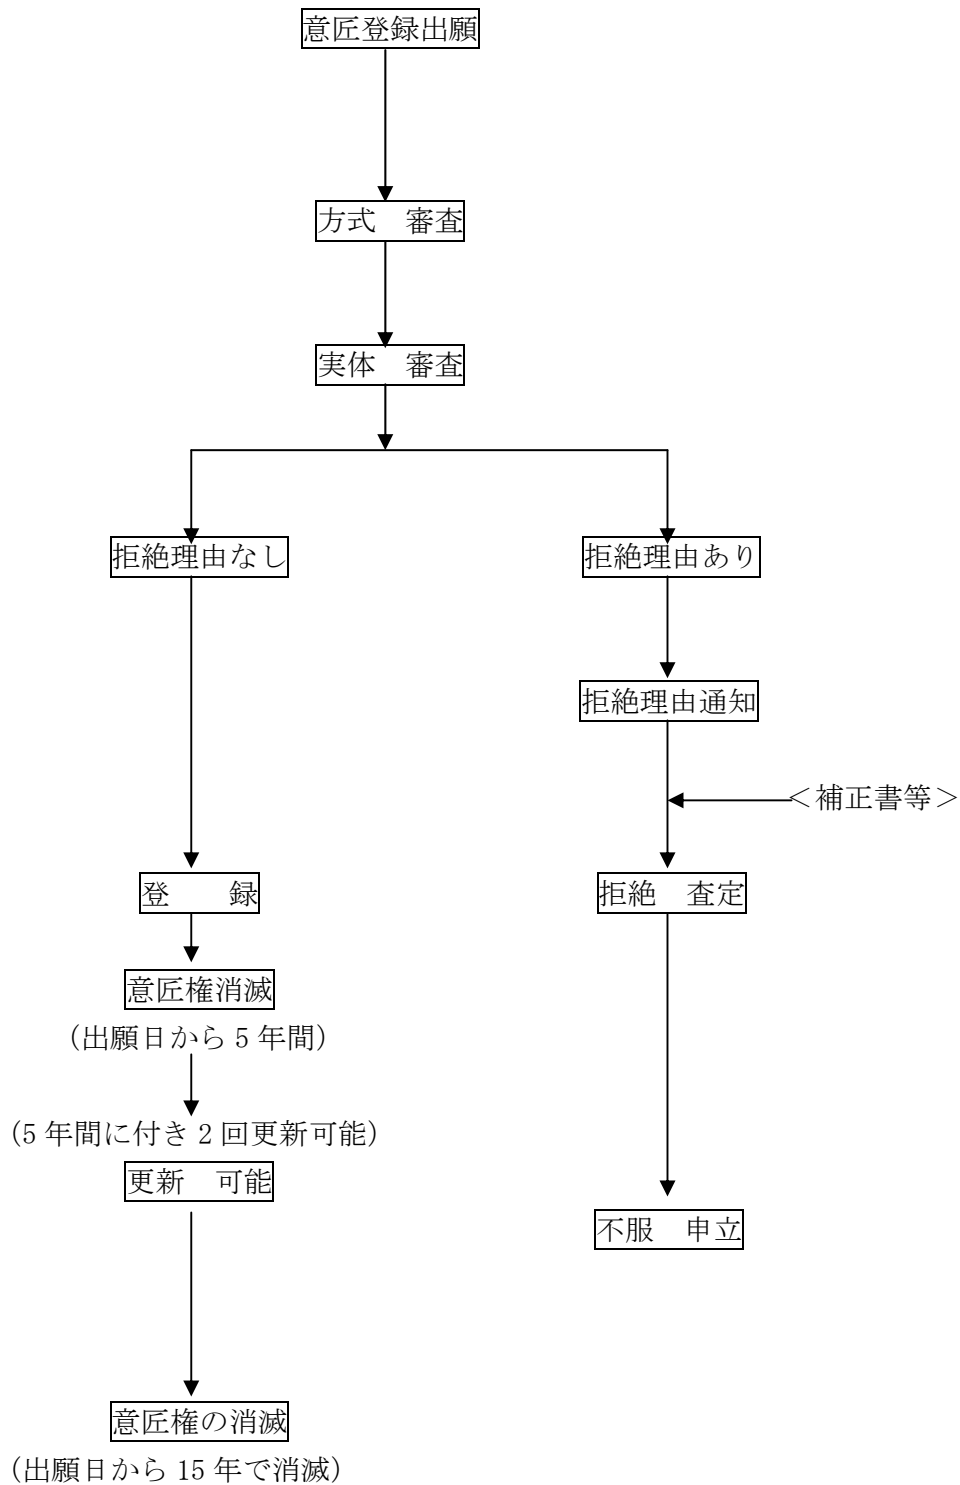 意匠登録出願
方式　審査
実体　審査
拒絶理由なし
拒絶理由あり
拒絶理由通知
＜補正書等＞
登　　録
拒絶　査定
意匠権消滅
(出願日から 5 年間)
(5 年間に付き 2 回更新可能)
更新　可能
不服　申立
意匠権の消滅
(出願日から 15 年で消滅)